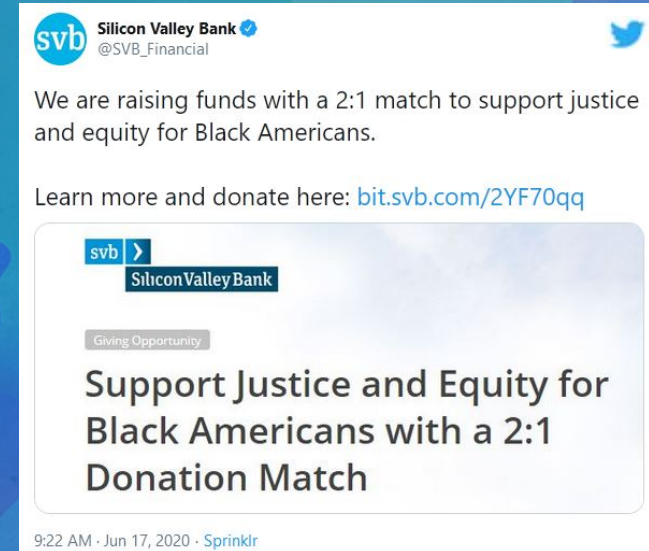 svb
Silicon Valley Bank
@SVB_Financial
We are raising funds with a 2:1 match to support justice
and equity for Black Americans.
Learn more and donate here: bit.svb.com/2YF70qq
svb >
Silicon Valley Bank
Giving Opportunity
Support Justice and Equity for
Black Americans with a 2:1
Donation Match
9:22 AM · Jun 17, 2020 · Sprinklr